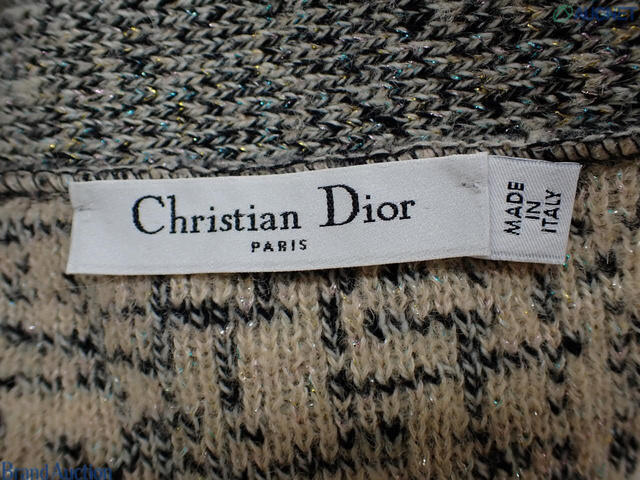 Christian Dior
PARIS
MADE
IN
ITALY
Brand Auction